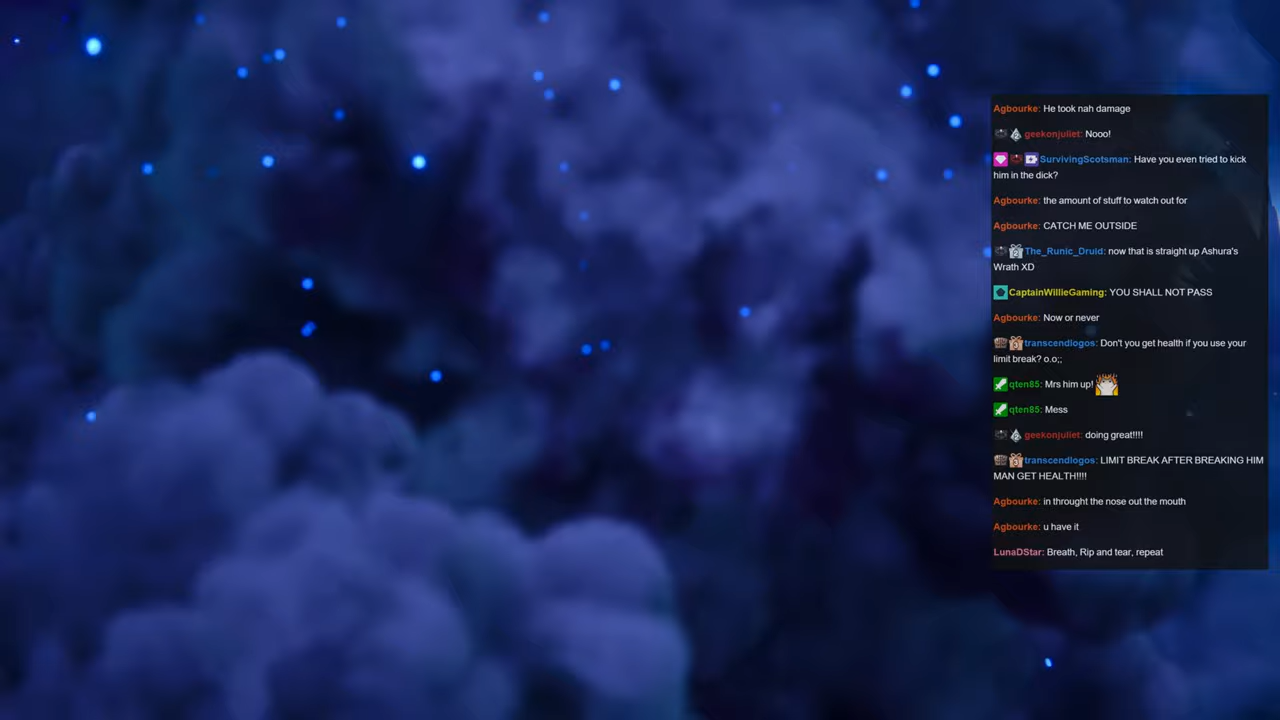 Agbourke: He took nah damage
geekonjuliet: Nooo!
SurvivingScotsman: Have you even tried to kick
him in the dick?
Agbourke: the amount of stuff to watch out for
Agbourke: CATCH ME OUTSIDE
The_Runic_Druid: now that is straight up Ashura's
Wrath XD
CaptainWillieGaming: YOU SHALL NOT PASS
Agbourke: Now or never
transcendlogos: Don't you get health if you use your
limit break? o.o;;
qten85: Mrs him up!
qten85: Mess
geekonjuliet: doing great!!!!
transcendlogos: LIMIT BREAK AFTER BREAKING HIM
MAN GET HEALTH!!!!
Agbourke: in throught the nose out the mouth
Agbourke: u have it
LunaDStar: Breath, Rip and tear, repeat